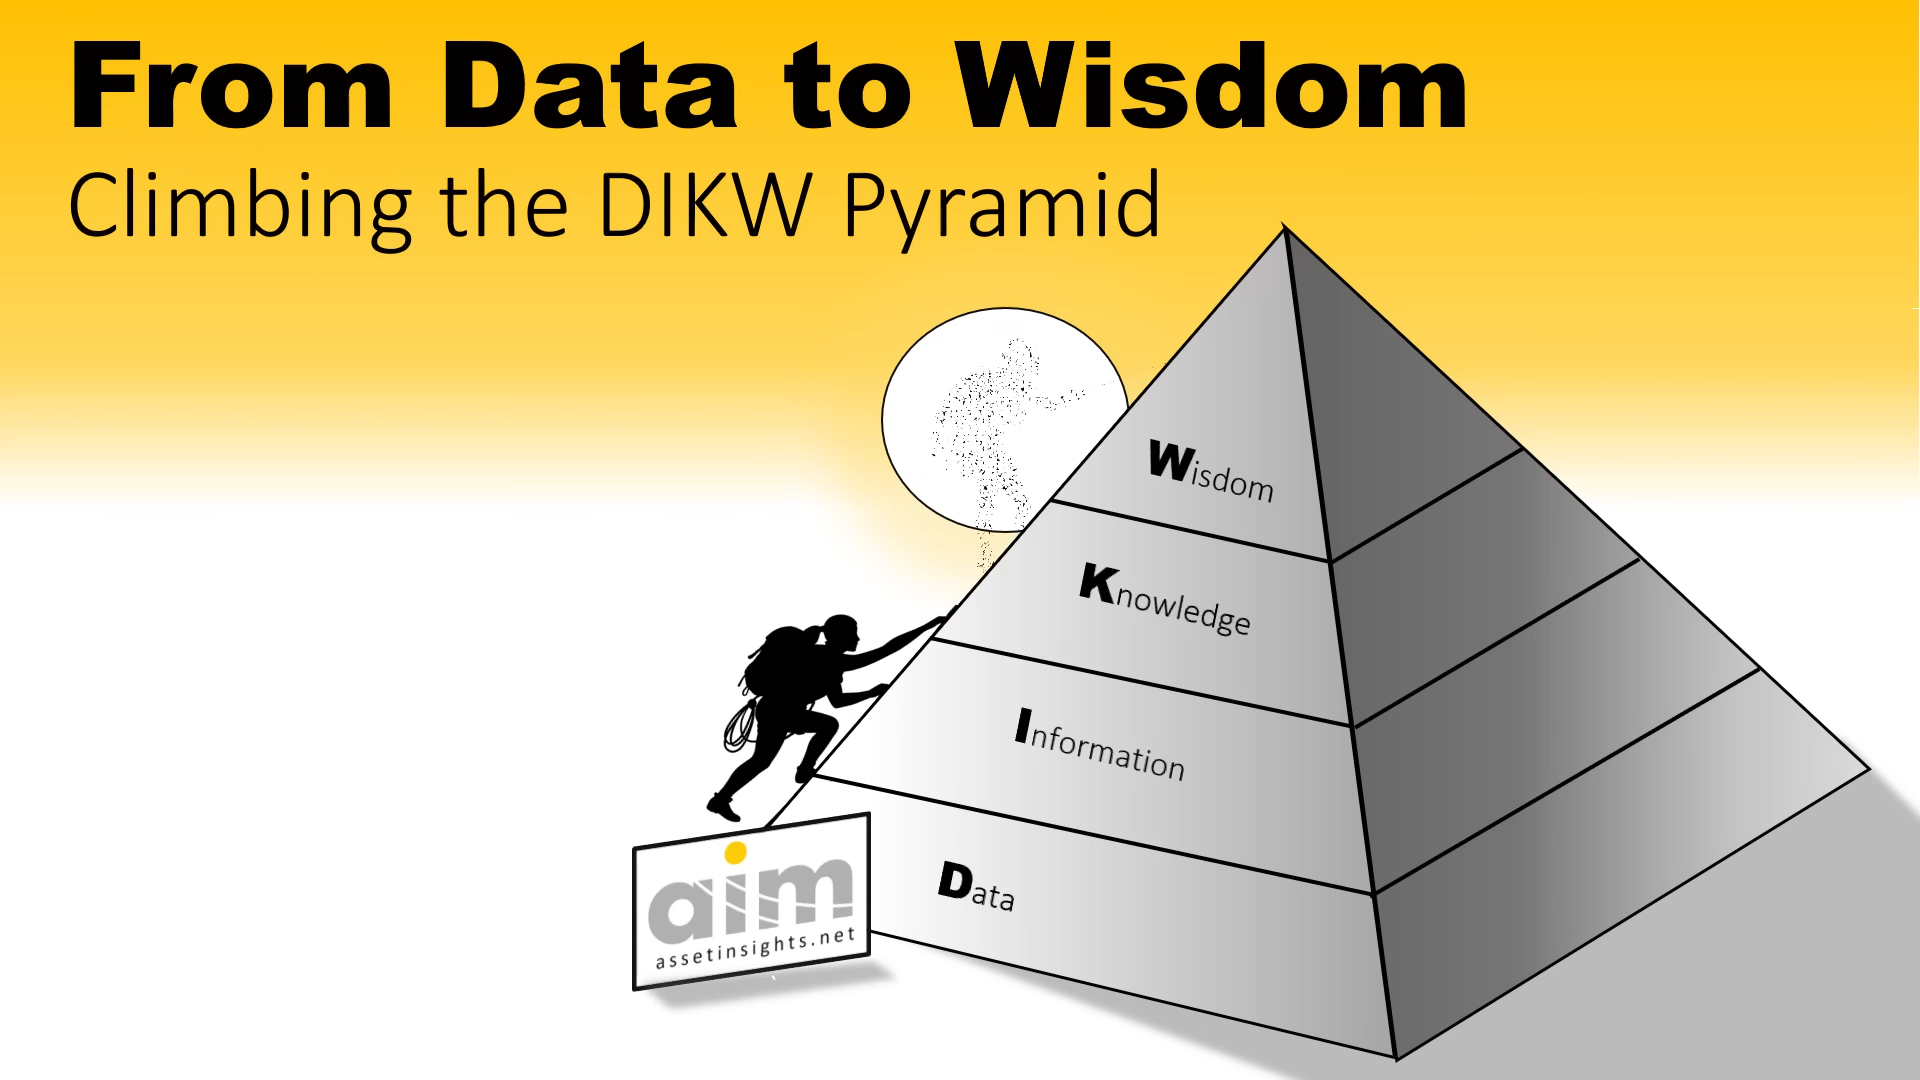 From Data to Wisdom
Climbing the DIKW Pyramid
Wisdom
Knowledge
Information
Data
aim
assetinsights.net